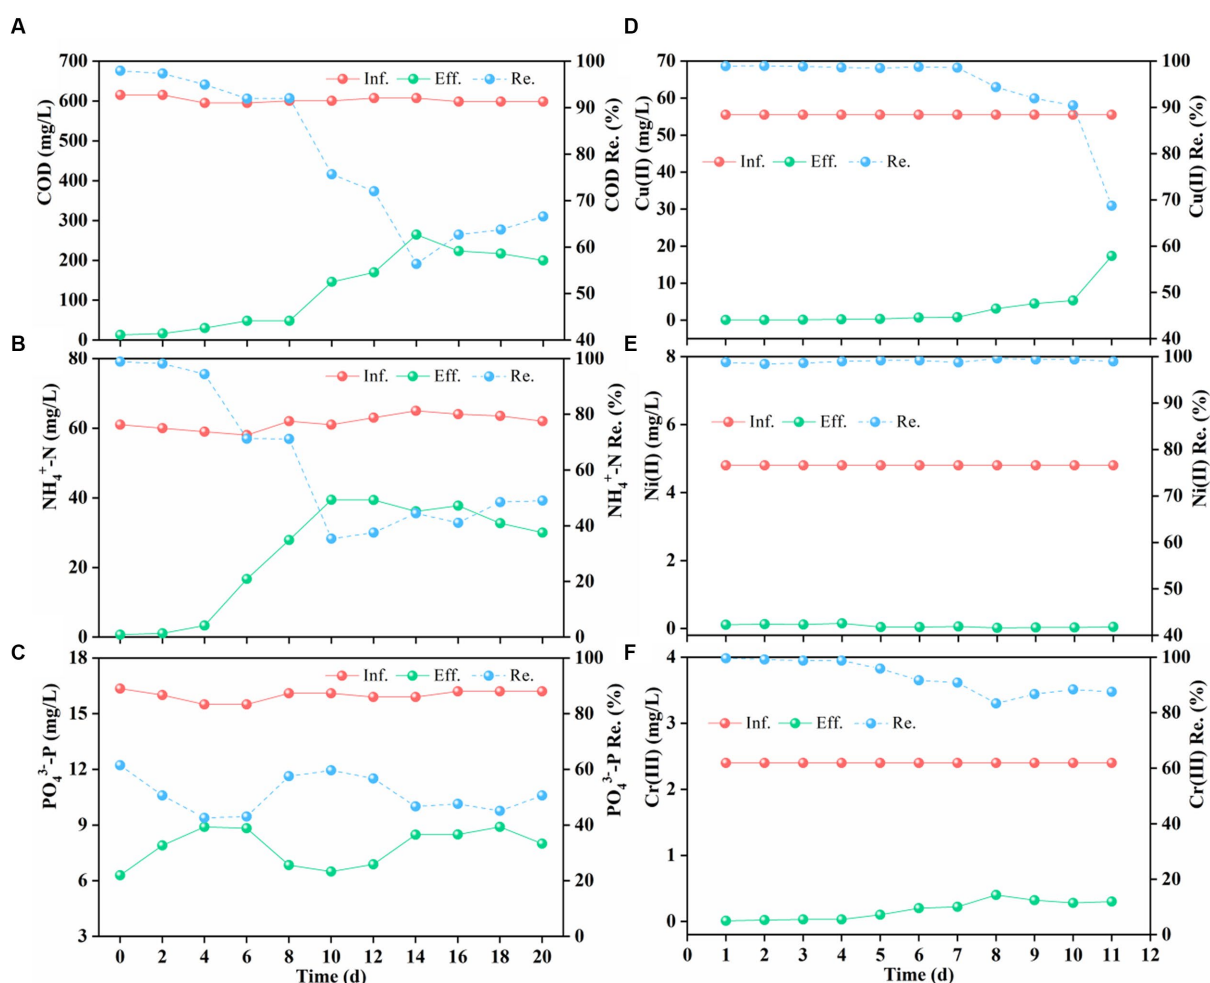 A
700
600
500
400
300
200
100
0
COD (mg/L)
Inf. Eff. Re.
100
90
80
70
60
50
40
COD Re. (%)
B
80
60
40
20
0
NH₄⁺-N (mg/L)
Inf. Eff. Re.
100
80
60
40
20
0
NH₄⁺-N Re. (%)
C
18
15
12
9
6
3
PO₄³⁻-P (mg/L)
Inf. Eff. Re.
100
80
60
40
20
0
PO₄³⁻-P Re. (%)
0 2 4 6 8 10 12 14 16 18 20
Time (d)
D
70
60
50
40
30
20
10
0
Cu(II) (mg/L)
Inf. Eff. Re.
100
90
80
70
60
50
40
Cu(II) Re. (%)
E
8
6
4
2
0
Ni(II) (mg/L)
Inf. Eff. Re.
100
90
80
70
60
50
40
Ni(II) Re. (%)
F
4
3
2
1
0
Cr(III) (mg/L)
Inf. Eff. Re.
100
80
60
40
20
0
Cr(III) Re. (%)
0 1 2 3 4 5 6 7 8 9 10 11 12
Time (d)